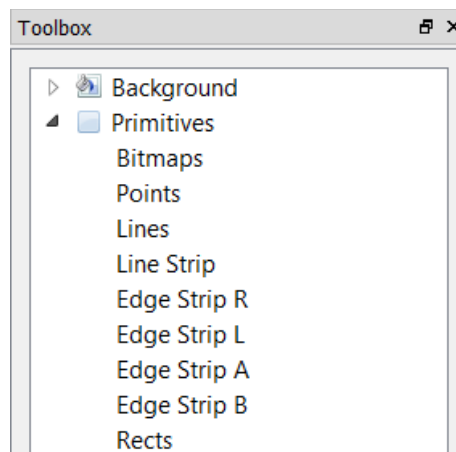 Toolbox
Background
Primitives
Bitmaps
Points
Lines
Line Strip
Edge Strip R
Edge Strip L
Edge Strip A
Edge Strip B
Rects